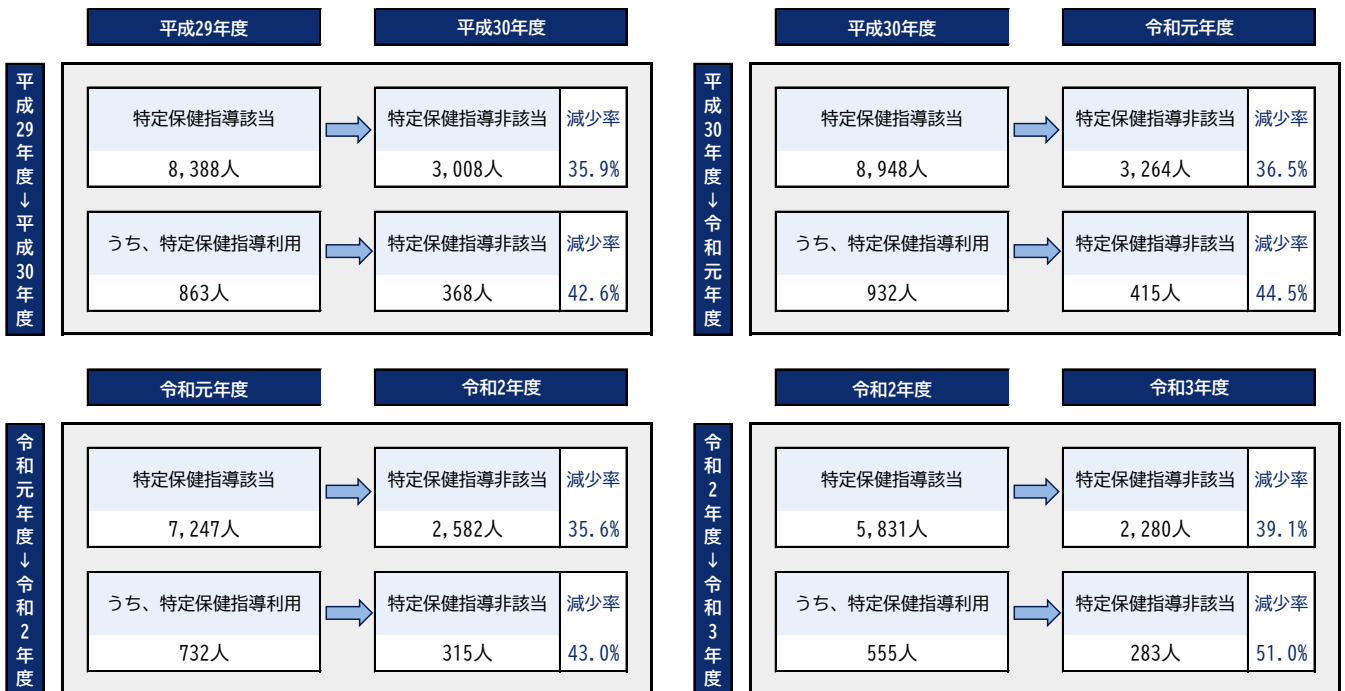 平成29年度 平成30年度
平成29年度↓平成30年度
特定保健指導該当 特定保健指導非該当 減少率
8,388人 3,008人 35.9%
うち、特定保健指導利用 特定保健指導非該当 減少率
863人 368人 42.6%
平成30年度 令和元年度
平成30年度↓令和元年度
特定保健指導該当 特定保健指導非該当 減少率
8,948人 3,264人 36.5%
うち、特定保健指導利用 特定保健指導非該当 減少率
932人 415人 44.5%
令和元年度 令和2年度
令和元年度↓令和2年度
特定保健指導該当 特定保健指導非該当 減少率
7,247人 2,582人 35.6%
うち、特定保健指導利用 特定保健指導非該当 減少率
732人 315人 43.0%
令和2年度 令和3年度
令和2年度↓令和3年度
特定保健指導該当 特定保健指導非該当 減少率
5,831人 2,280人 39.1%
うち、特定保健指導利用 特定保健指導非該当 減少率
555人 283人 51.0%